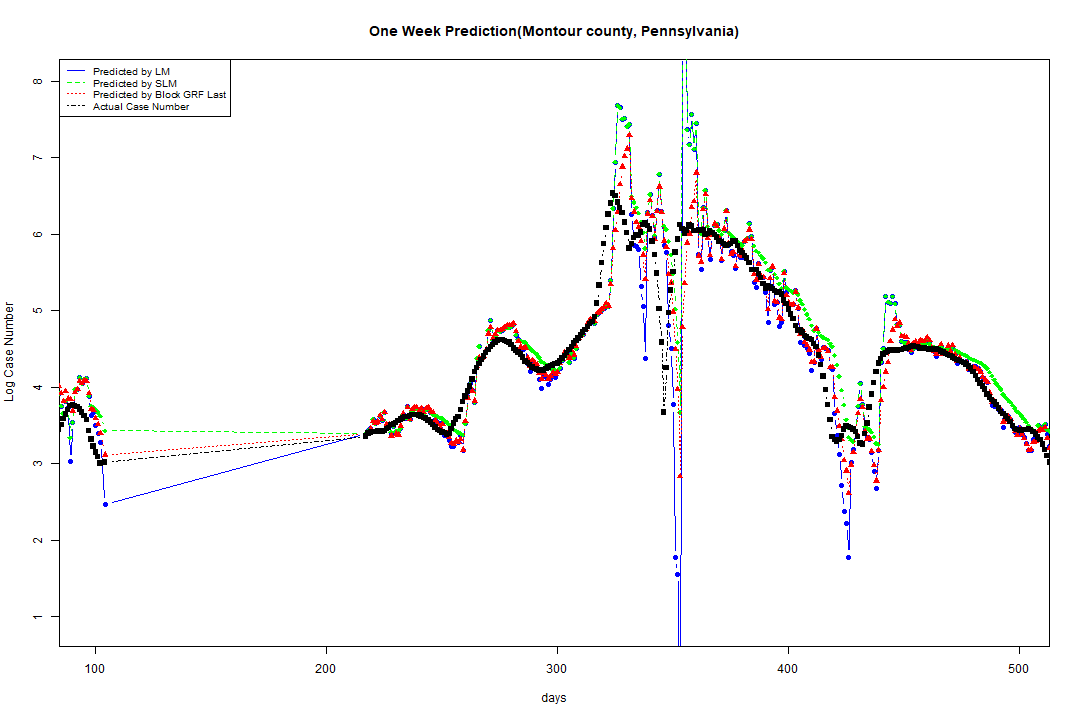 One Week Prediction(Montour county, Pennsylvania)
Predicted by LM
Predicted by SLM
Predicted by Block GRF Last
Actual Case Number
Log Case Number
8
7
6
5
4
3
2
1
100 200 300 400 500
days